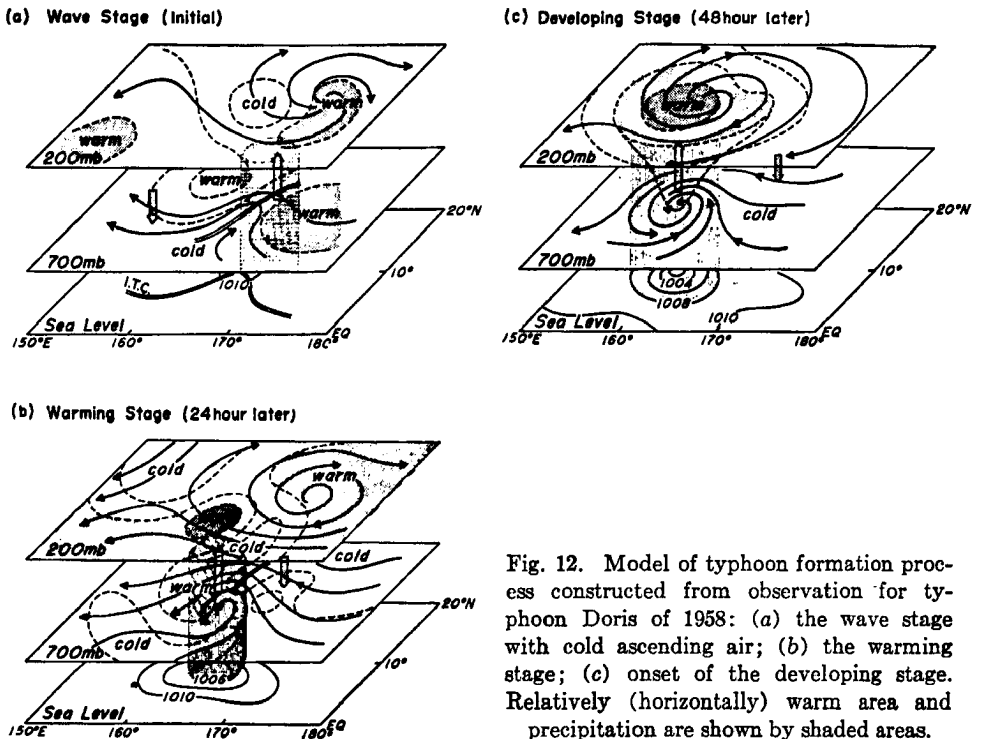 (a) Wave Stage (Initial)
cold
warm
warm
200mb
warm
warm
cold
700mb
20°N
10°
I.T.C.
1010
Sea Level
150°E 160° 170° 180° EQ
(c) Developing Stage (48hour later)
warm
200mb
cold
700mb
20°N
10°
1004
1008
1010
Sea Level
150°E 160° 170° 180° EQ
(b) Warming Stage (24hour later)
cold
warm
200mb
cold
cold
warm
cold
700mb
20°N
10°
1006
1010
Sea Level
150°E 160° 170° 180° EQ
Fig. 12. Model of typhoon formation proc-
ess constructed from observation for ty-
phoon Doris of 1958: (a) the wave stage
with cold ascending air; (b) the warming
stage; (c) onset of the developing stage.
Relatively (horizontally) warm area and
precipitation are shown by shaded areas.